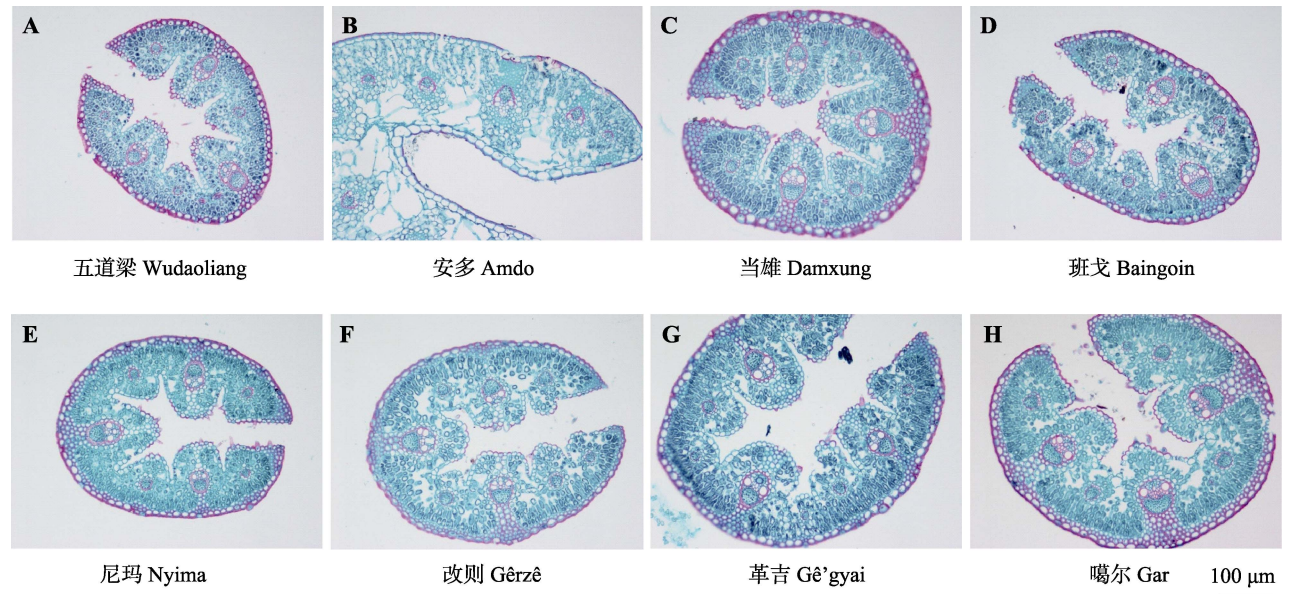 A B C D
五道梁 Wudaoliang 安多 Amdo 当雄 Damxung 班戈 Baingoin
E F G H
尼玛 Nyima 改则 Gêrzê 革吉 Gê’gyai 噶尔 Gar 100 μm